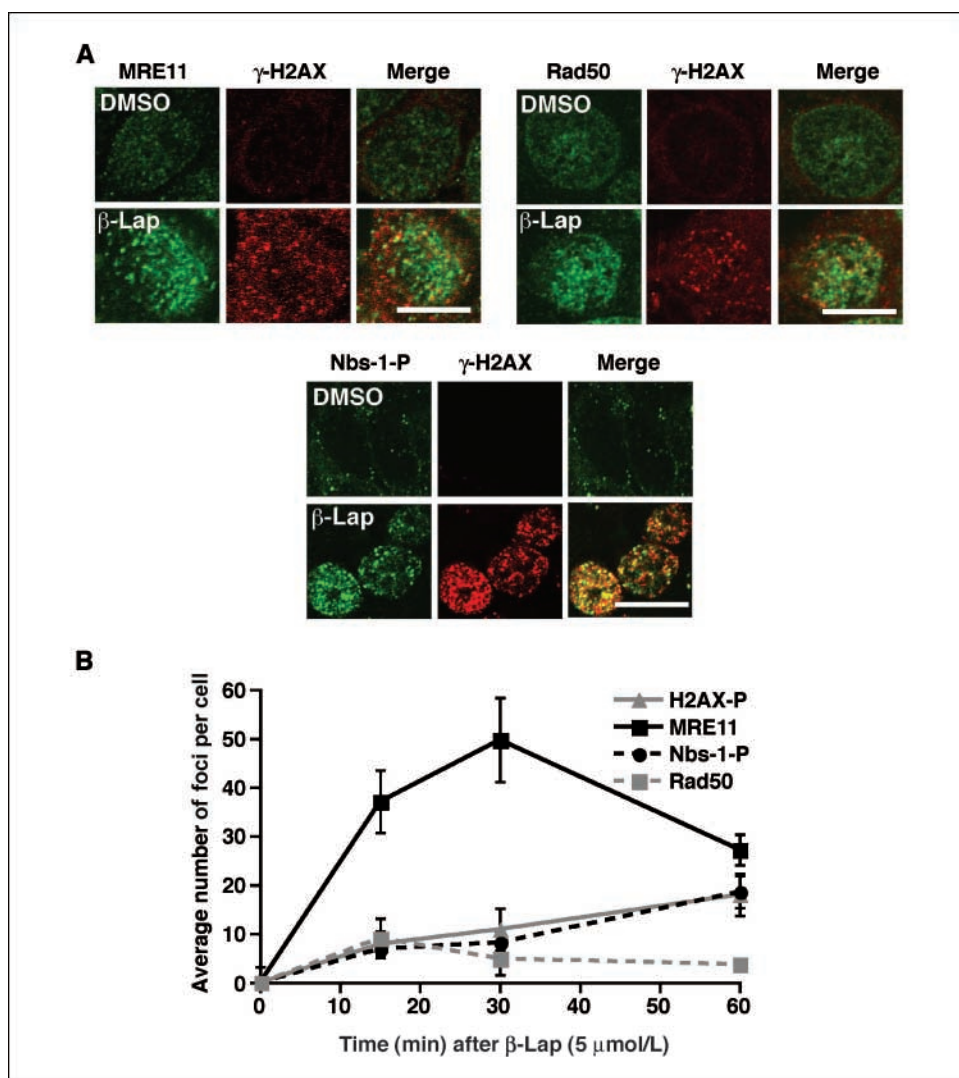 A
MRE11 γ-H2AX Merge
DMSO
β-Lap
Rad50 γ-H2AX Merge
DMSO
β-Lap
Nbs-1-P γ-H2AX Merge
DMSO
β-Lap
B
Average number of foci per cell
60
50
40
30
20
10
0
H2AX-P
MRE11
Nbs-1-P
Rad50
0 10 20 30 40 50 60
Time (min) after β-Lap (5 μmol/L)